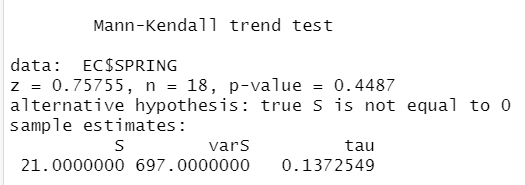 Mann-Kendall trend test
data: EC$SPRING
z = 0.75755, n = 18, p-value = 0.4487
alternative hypothesis: true S is not equal to 0
sample estimates:
S varS tau
21.0000000 697.0000000 0.1372549